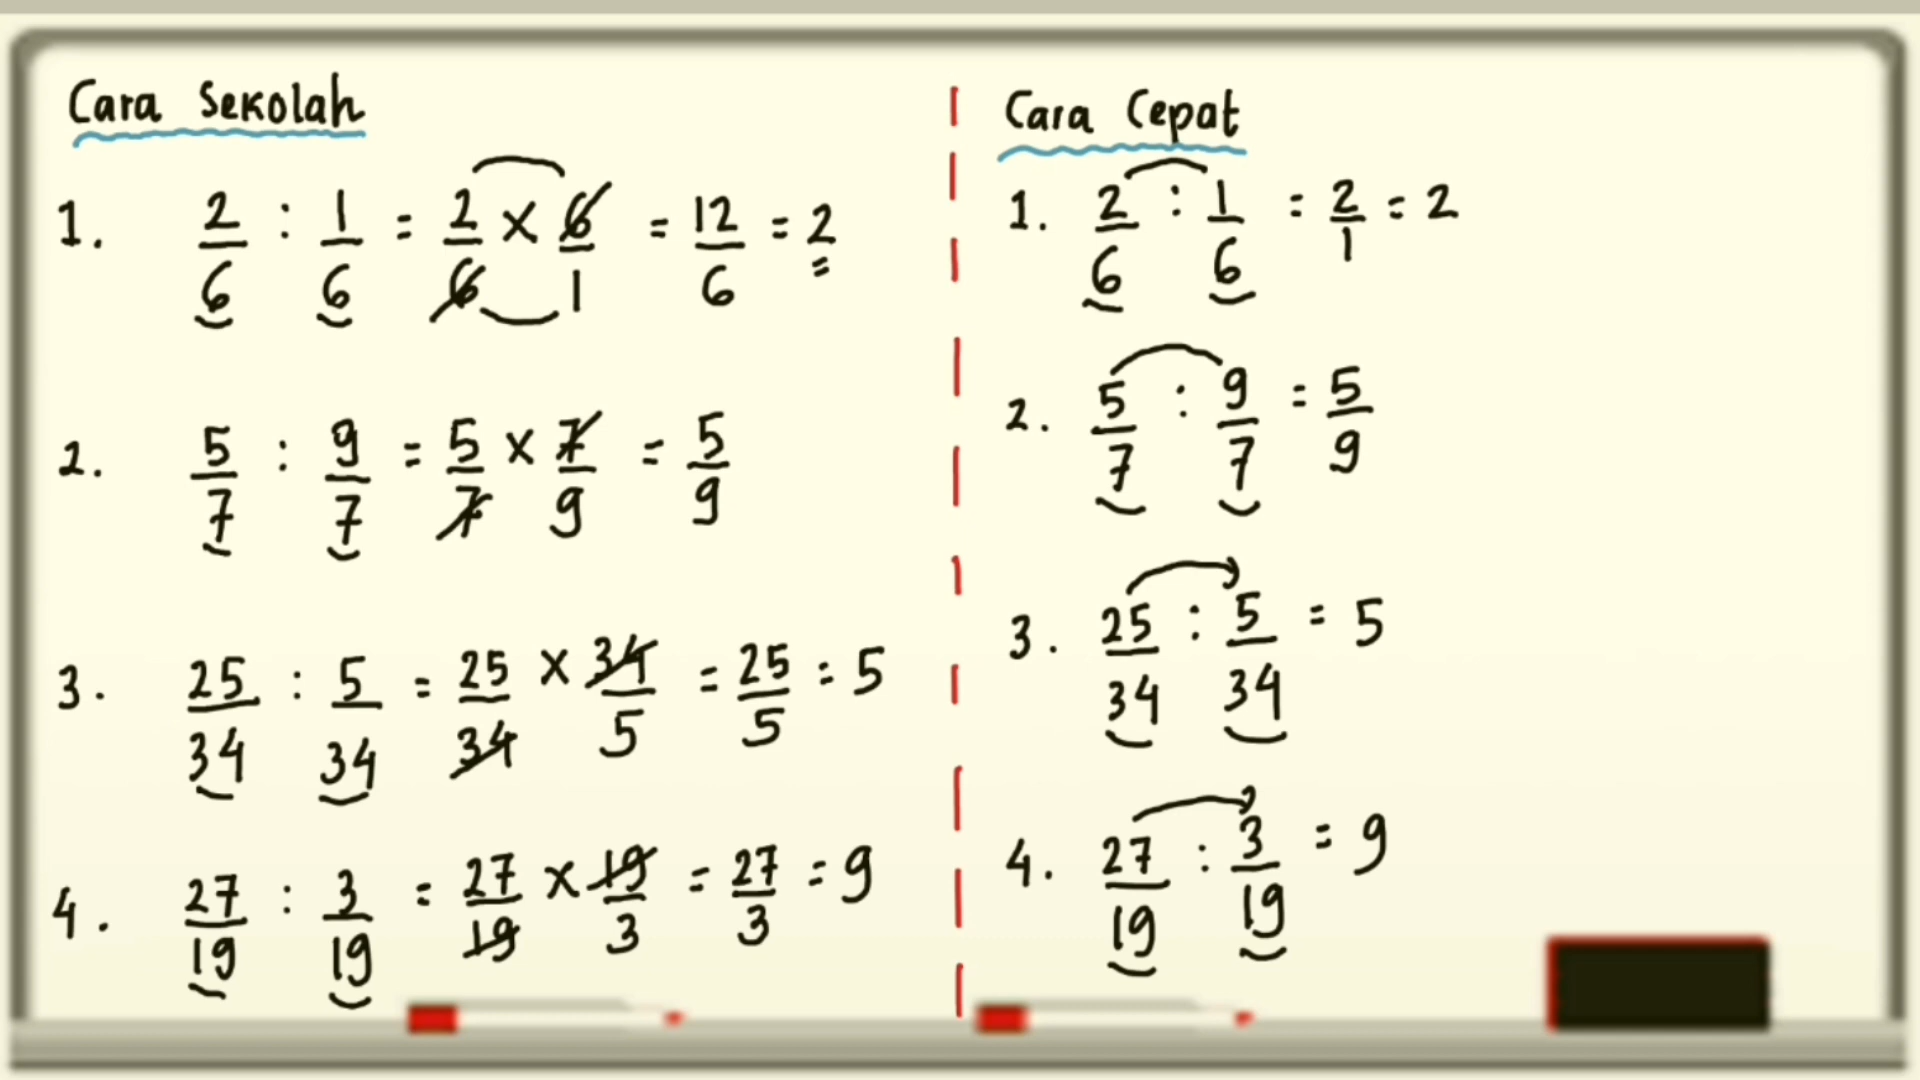 Cara Sekolah
1. 2/6 : 1/6 = 2/6 × 6/1 = 12/6 = 2
2. 5/7 : 9/7 = 5/7 × 7/9 = 5/9
3. 25/34 : 5/34 = 25/34 × 34/5 = 25/5 = 5
4. 27/19 : 3/19 = 27/19 × 19/3 = 27/3 = 9
Cara Cepat
1. 2/6 : 1/6 = 2/1 = 2
2. 5/7 : 9/7 = 5/9
3. 25/34 : 5/34 = 5
4. 27/19 : 3/19 = 9